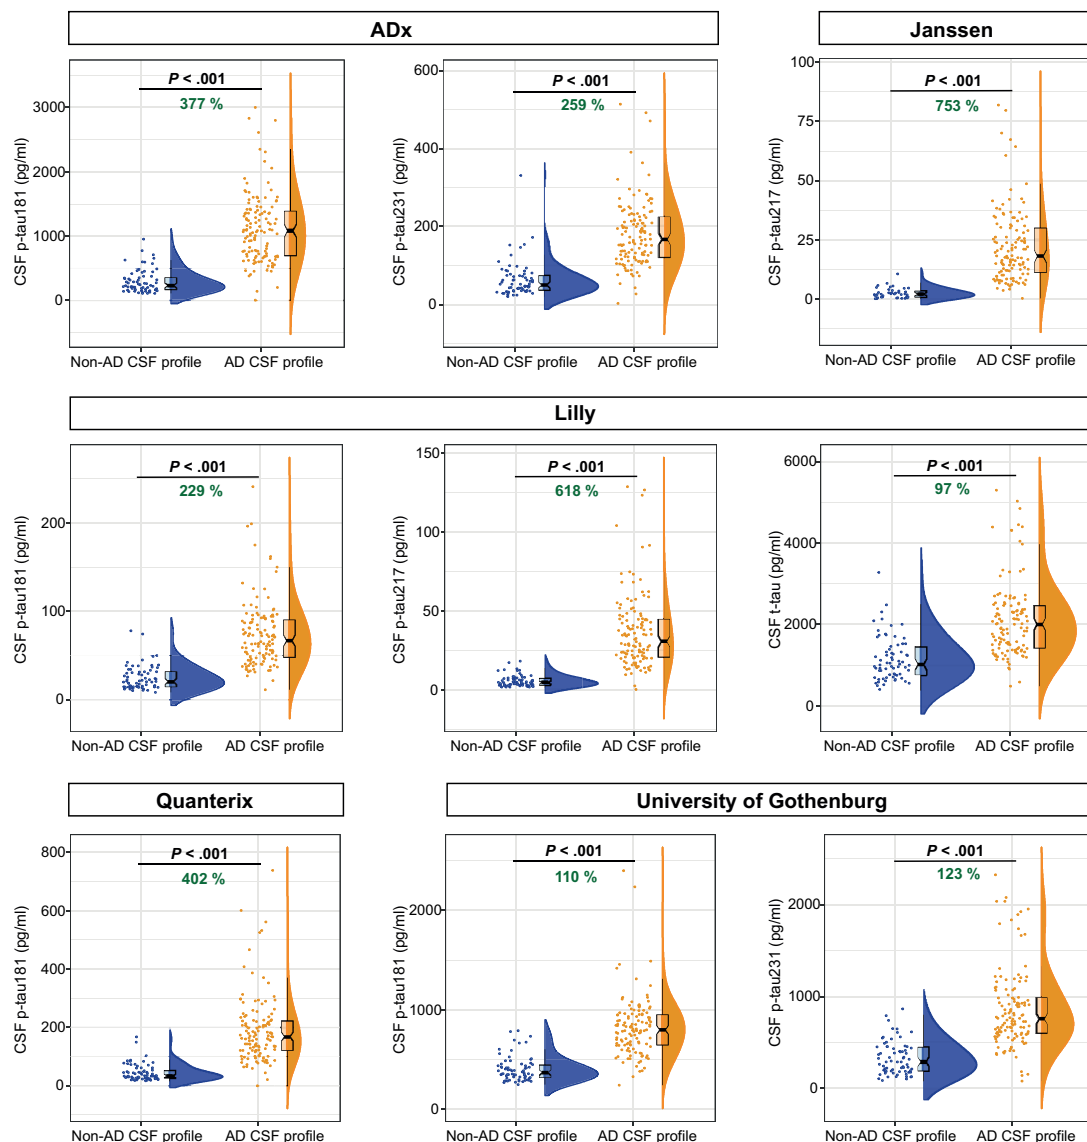 ADx
Janssen
CSF p-tau181 (pg/ml)
3000
2000
1000
0
P < .001
377 %
Non-AD CSF profile
AD CSF profile
CSF p-tau231 (pg/ml)
600
400
200
0
P < .001
259 %
Non-AD CSF profile
AD CSF profile
CSF p-tau217 (pg/ml)
100
75
50
25
0
P < .001
753 %
Non-AD CSF profile
AD CSF profile
Lilly
CSF p-tau181 (pg/ml)
200
100
0
P < .001
229 %
Non-AD CSF profile
AD CSF profile
CSF p-tau217 (pg/ml)
150
100
50
0
P < .001
618 %
Non-AD CSF profile
AD CSF profile
CSF t-tau (pg/ml)
6000
4000
2000
0
P < .001
97 %
Non-AD CSF profile
AD CSF profile
Quanterix
University of Gothenburg
CSF p-tau181 (pg/ml)
800
600
400
200
0
P < .001
402 %
Non-AD CSF profile
AD CSF profile
CSF p-tau181 (pg/ml)
2000
1000
0
P < .001
110 %
Non-AD CSF profile
AD CSF profile
CSF p-tau231 (pg/ml)
2000
1000
0
P < .001
123 %
Non-AD CSF profile
AD CSF profile